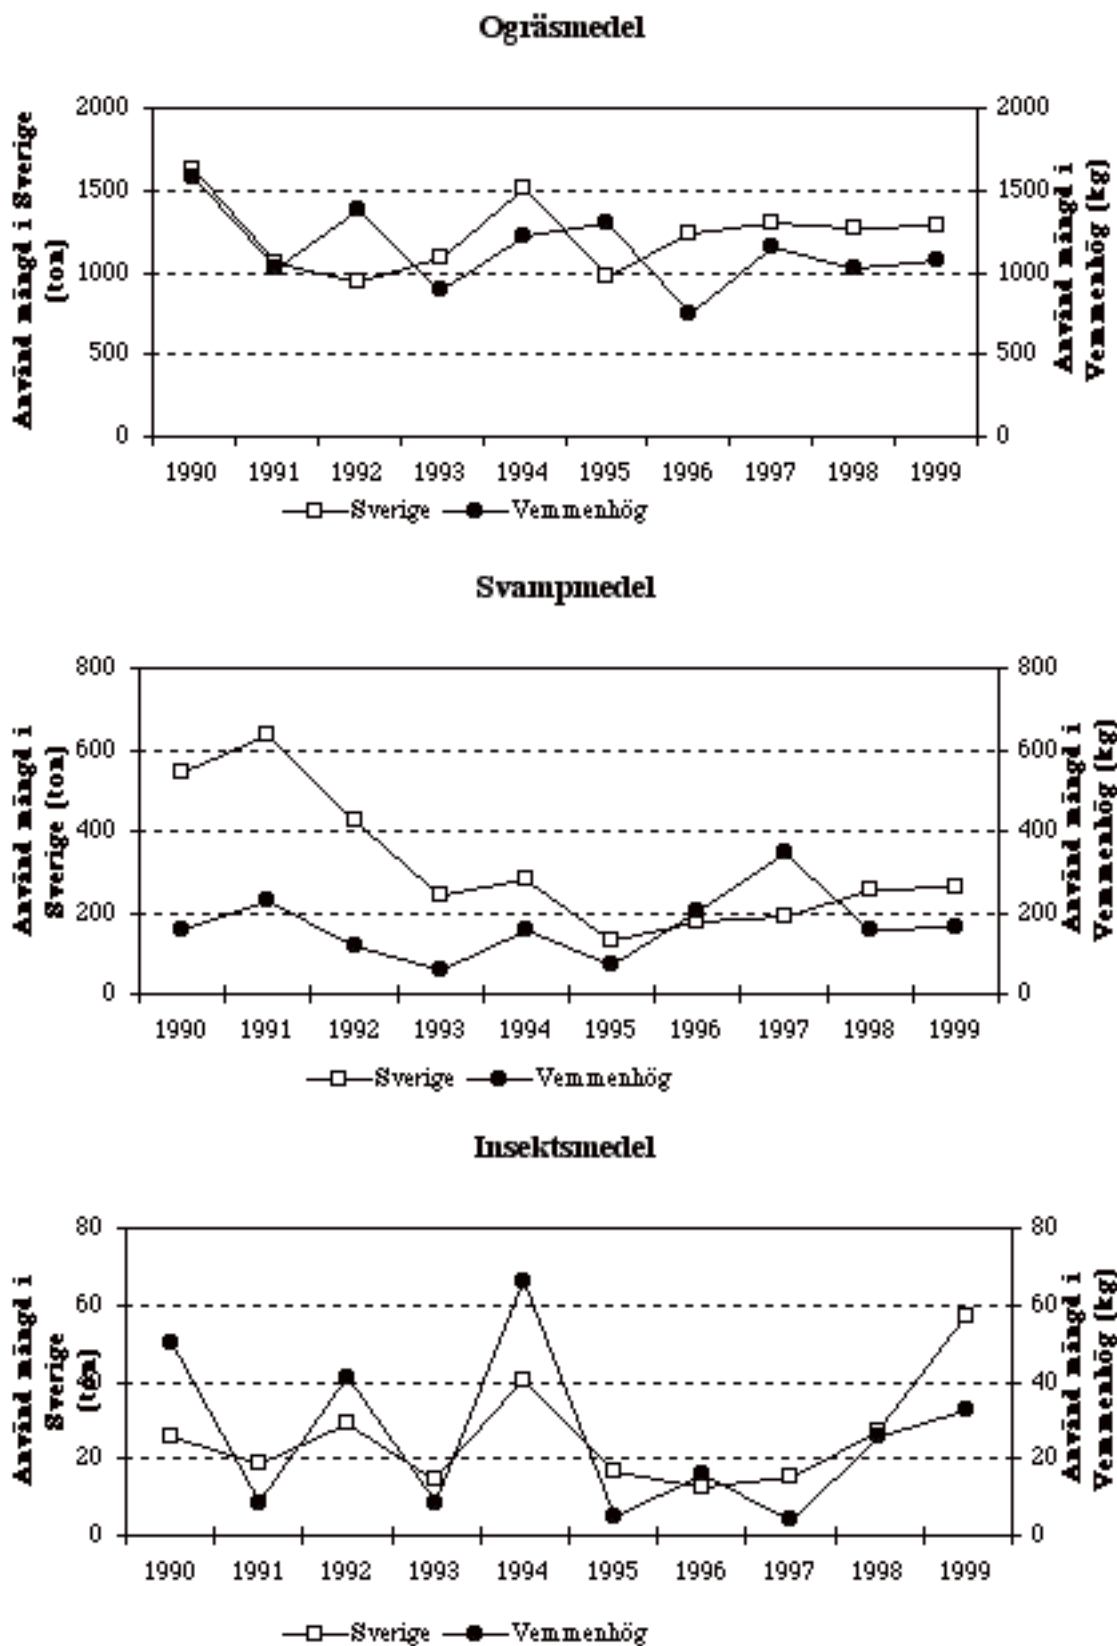 Ogräsmedel
Använd mängd i Sverige
(ton)
2000
1500
1000
500
0
2000
1500
1000
500
0
Använd mängd i
Vemmenhög (kg)
1990 1991 1992 1993 1994 1995 1996 1997 1998 1999
Sverige Vemmenhög
Svampmedel
Använd mängd i
Sverige (ton)
800
600
400
200
0
800
600
400
200
0
Använd mängd i
Vemmenhög (kg)
1990 1991 1992 1993 1994 1995 1996 1997 1998 1999
Sverige Vemmenhög
Insektsmedel
Använd mängd i
Sverige
(ton)
80
60
40
20
0
80
60
40
20
0
Använd mängd i
Vemmenhög (kg)
1990 1991 1992 1993 1994 1995 1996 1997 1998 1999
Sverige Vemmenhög